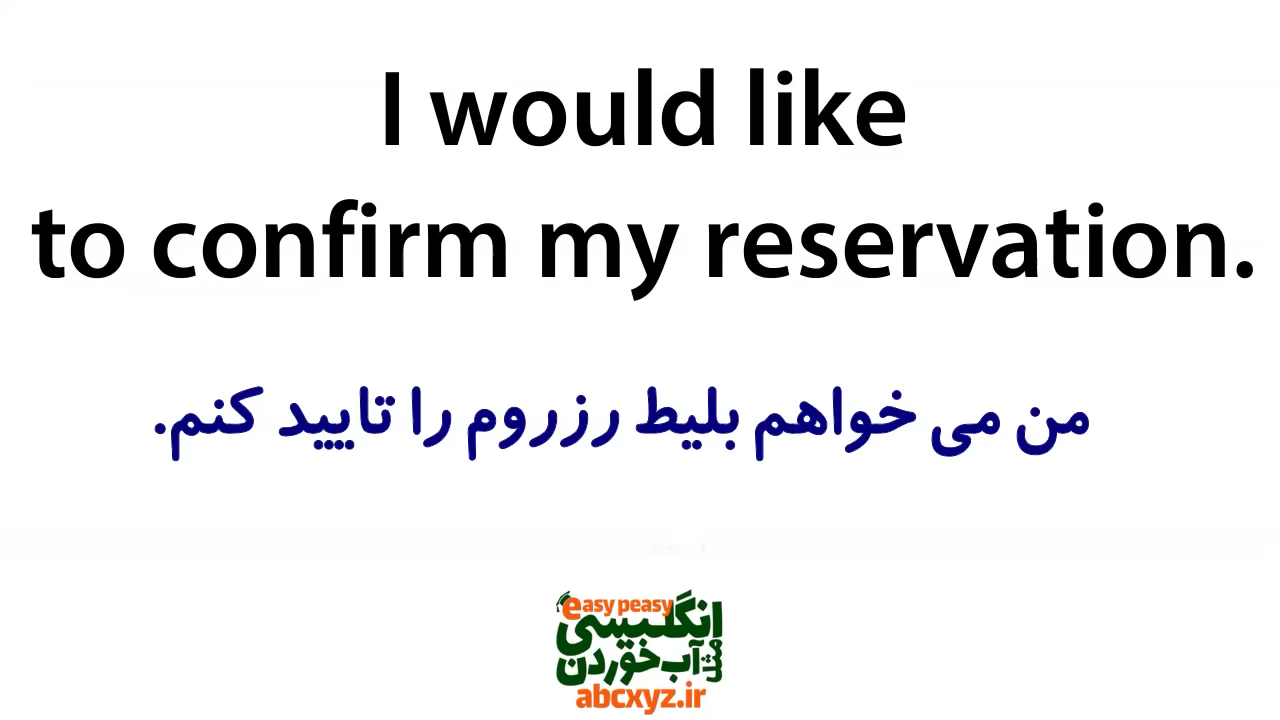 I would like
to confirm my reservation.
من می خواهم بلیط رزروم را تایید کنم.
easy peasy
انگلیسی
مثل
آب خوردن
abcxyz.ir